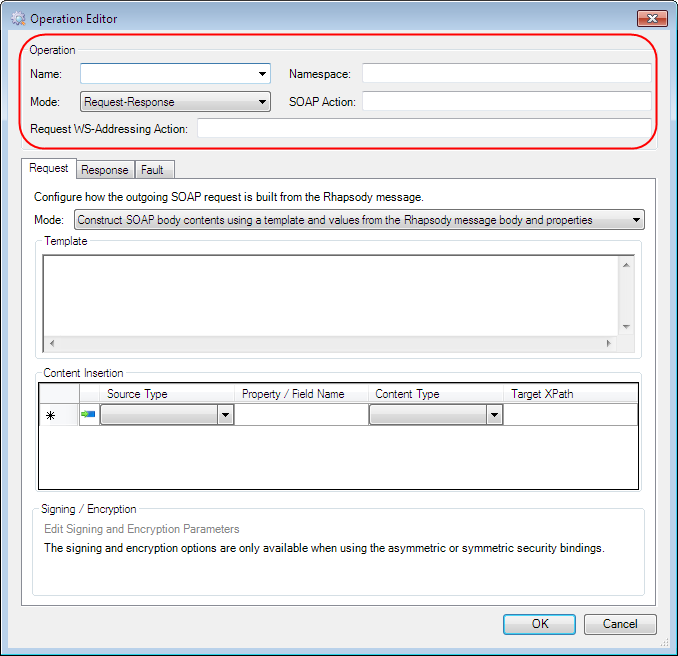 Operation Editor
Operation
Name: Namespace:
Mode: Request-Response SOAP Action:
Request WS-Addressing Action:
Request Response Fault
Configure how the outgoing SOAP request is built from the Rhapsody message.
Mode: Construct SOAP body contents using a template and values from the Rhapsody message body and properties
Template
Content Insertion
Source Type Property / Field Name Content Type Target XPath
Signing / Encryption
Edit Signing and Encryption Parameters
The signing and encryption options are only available when using the asymmetric or symmetric security bindings.
OK Cancel